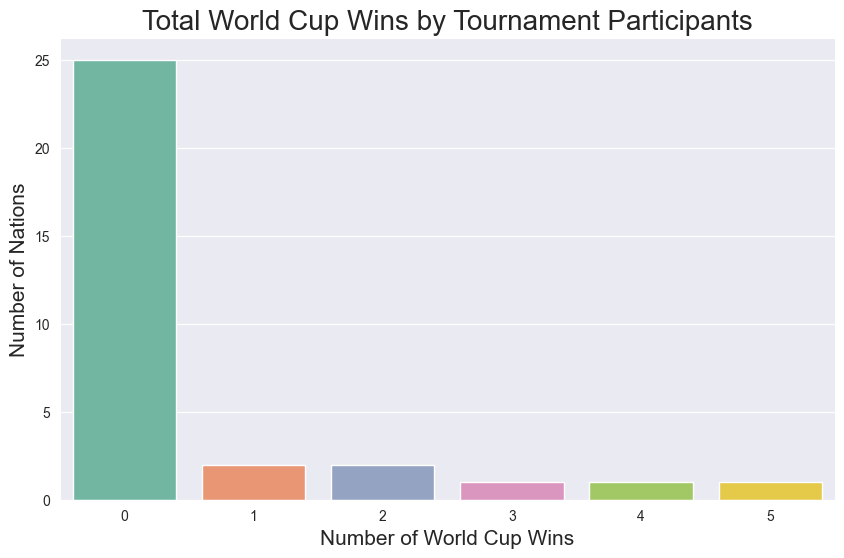 Total World Cup Wins by Tournament Participants
Number of Nations
25
20
15
10
5
0
0 1 2 3 4 5
Number of World Cup Wins